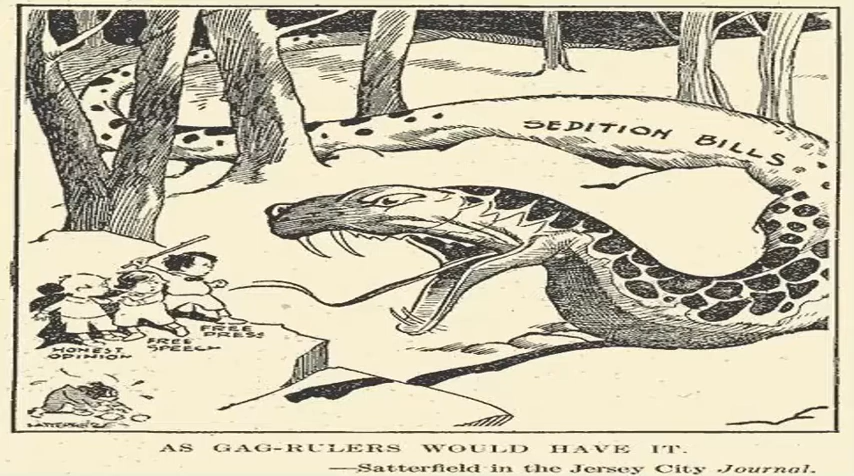 SEDITION BILLS
HONEST
OPINION
FREE
SPEECH
FREE
PRESS
SATTERFIELD
AS GAG-RULERS WOULD HAVE IT.
—Satterfield in the Jersey City Journal.